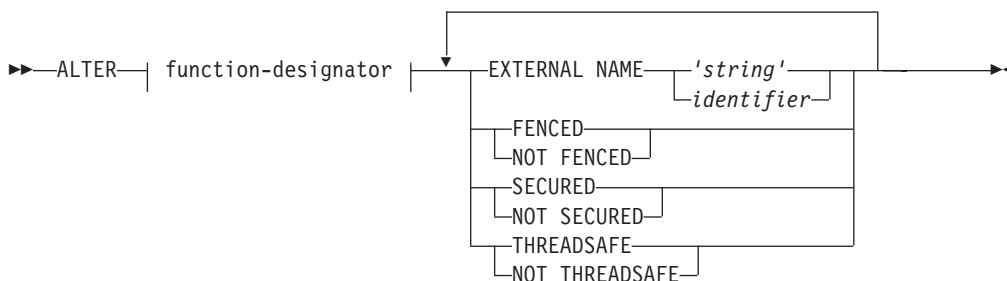 ALTER function-designator EXTERNAL NAME 'string'
identifier
FENCED
NOT FENCED
SECURED
NOT SECURED
THREADSAFE
NOT THREADSAFE